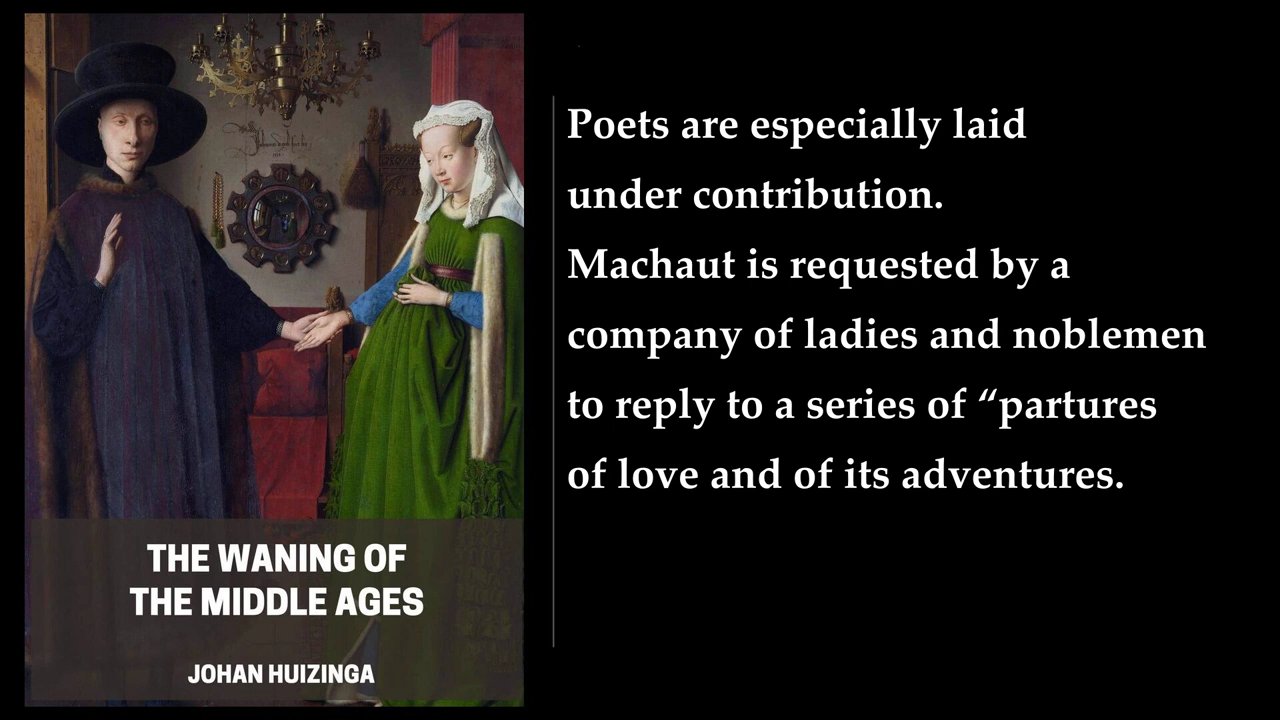 THE WANING OF
THE MIDDLE AGES
JOHAN HUIZINGA
Poets are especially laid
under contribution.
Machaut is requested by a
company of ladies and noblemen
to reply to a series of “partures
of love and of its adventures.